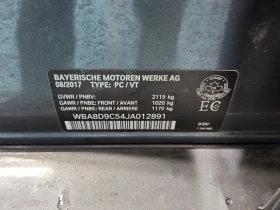 BAYERISCHE MOTOREN WERKE AG
08/2017 TYPE: PC / VT
GVWR / PNBV: 2115 kg
GAWR / PNBE: FRONT / AVANT 1020 kg
GAWR / PNBE: REAR / ARRIERE 1170 kg
WBA8D9C54JA012891
EC